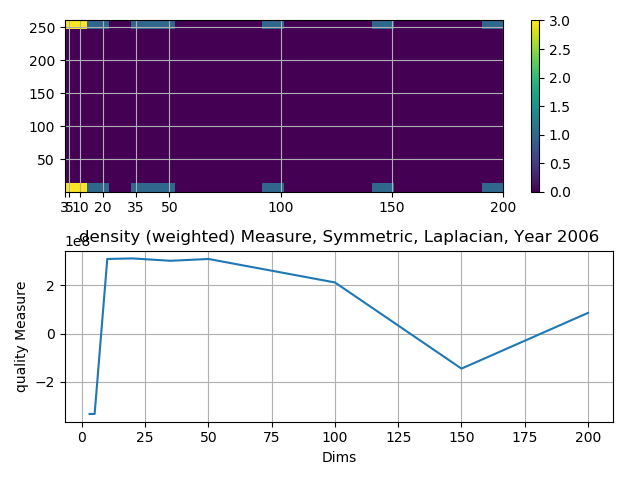 250
200
150
100
50
3 5 10 20 35 50 100 150 200
3.0
2.5
2.0
1.5
1.0
0.5
0.0
1e8
density (weighted) Measure, Symmetric, Laplacian, Year 2006
quality Measure
2
0
−2
0 25 50 75 100 125 150 175 200
Dims